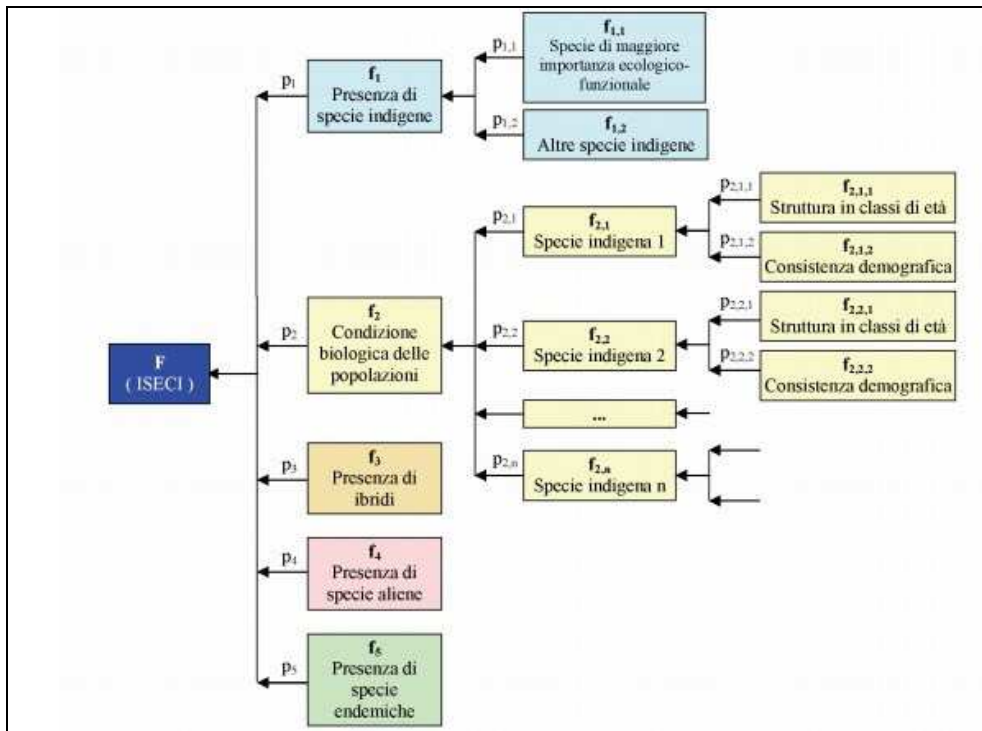 p1
f1
Presenza di
specie indigene
p1,1
f1,1
Specie di maggiore
importanza ecologico-
funzionale
p1,2
f1,2
Altre specie indigene
F
( ISECI )
p2
f2
Condizione
biologica delle
popolazioni
p2,1
f2,1
Specie indigena 1
p2,1,1
f2,1,1
Struttura in classi di età
p2,1,2
f2,1,2
Consistenza demografica
p2,2
f2,2
Specie indigena 2
p2,2,1
f2,2,1
Struttura in classi di età
p2,2,2
f2,2,2
Consistenza demografica
...
p2,n
f2,n
Specie indigena n
p3
f3
Presenza di
ibridi
p4
f4
Presenza di
specie aliene
p5
f5
Presenza di
specie
endemiche